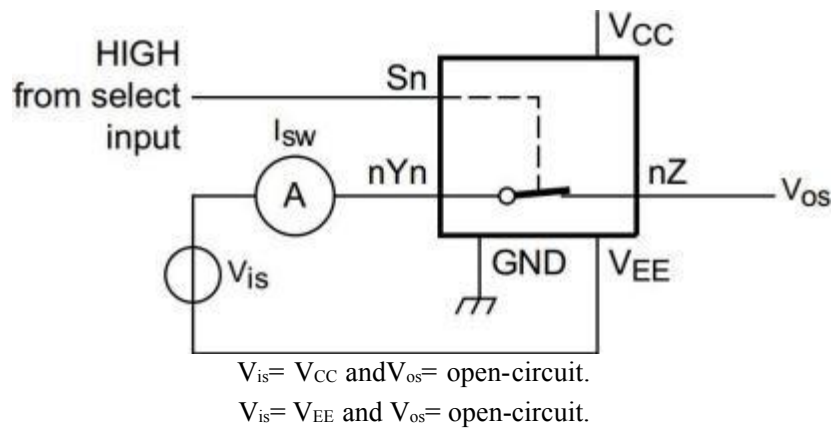 V_CC
HIGH
from select
input
Sn
I_SW
A
nYn
nZ
V_os
V_is
GND
V_EE
V_is= V_CC andV_os= open-circuit.
V_is= V_EE and V_os= open-circuit.